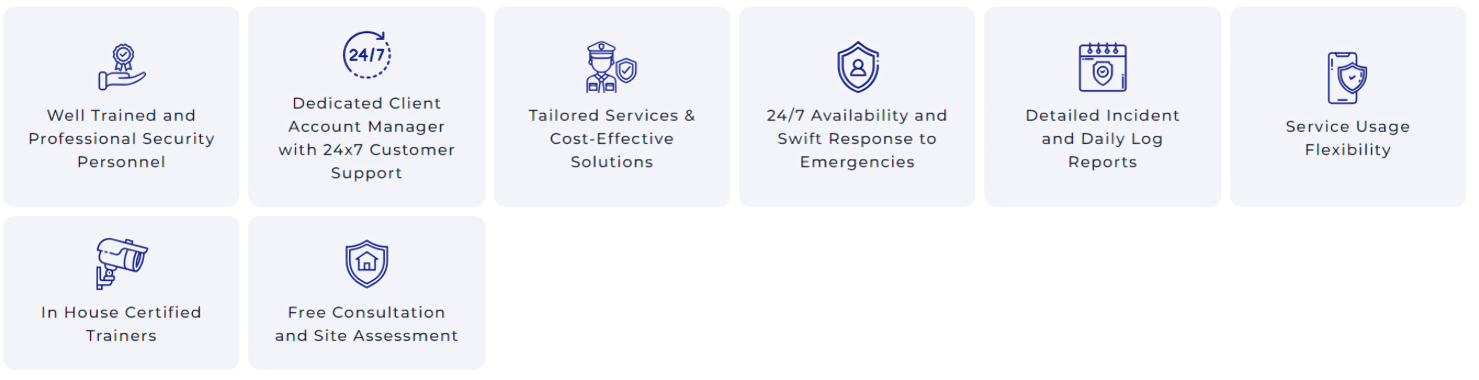 Well Trained and
Professional Security
Personnel
24/7
Dedicated Client
Account Manager
with 24x7 Customer
Support
Tailored Services &
Cost-Effective
Solutions
24/7 Availability and
Swift Response to
Emergencies
Detailed Incident
and Daily Log
Reports
Service Usage
Flexibility
In House Certified
Trainers
Free Consultation
and Site Assessment